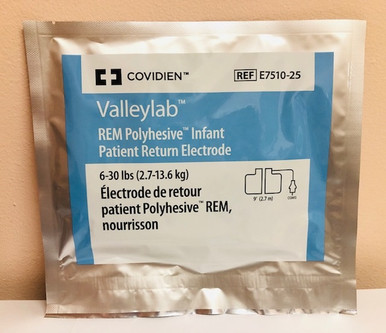 COVIDIEN™
REF E7510-25
Valleylab™
REM Polyhesive™ Infant
Patient Return Electrode
6-30 lbs (2.7-13.6 kg)
Électrode de retour
patient Polyhesive™ REM,
nourrisson
9' (2.7 m)